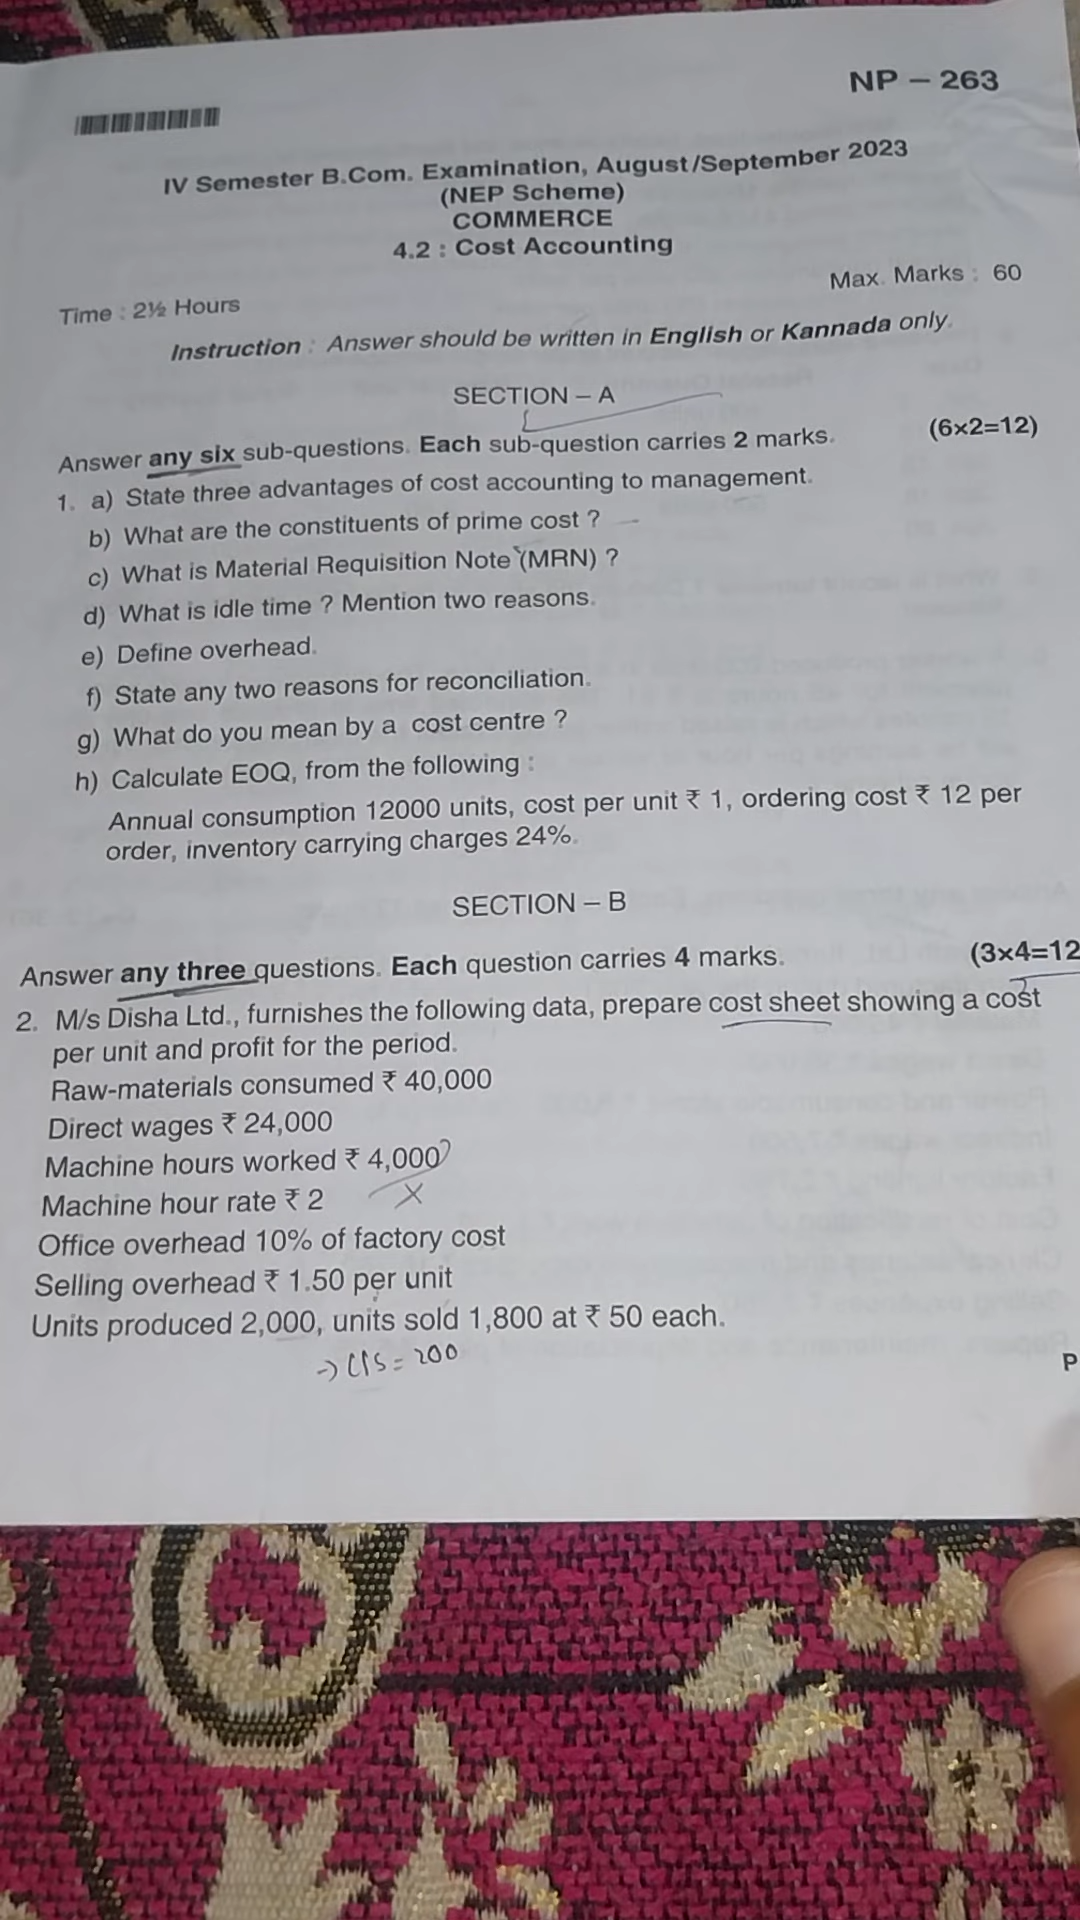 NP – 263
IV Semester B.Com. Examination, August/September 2023
(NEP Scheme)
COMMERCE
4.2 : Cost Accounting
Time : 2½ Hours
Max. Marks : 60
Instruction : Answer should be written in English or Kannada only.
SECTION – A
Answer any six sub-questions. Each sub-question carries 2 marks.
(6×2=12)
1. a) State three advantages of cost accounting to management.
b) What are the constituents of prime cost ?
c) What is Material Requisition Note (MRN) ?
d) What is idle time ? Mention two reasons.
e) Define overhead.
f) State any two reasons for reconciliation.
g) What do you mean by a cost centre ?
h) Calculate EOQ, from the following :
Annual consumption 12000 units, cost per unit ₹ 1, ordering cost ₹ 12 per
order, inventory carrying charges 24%.
SECTION – B
Answer any three questions. Each question carries 4 marks.
(3×4=12
2. M/s Disha Ltd., furnishes the following data, prepare cost sheet showing a cost
per unit and profit for the period.
Raw-materials consumed ₹ 40,000
Direct wages ₹ 24,000
Machine hours worked ₹ 4,000
Machine hour rate ₹ 2
Office overhead 10% of factory cost
Selling overhead ₹ 1.50 per unit
Units produced 2,000, units sold 1,800 at ₹ 50 each.
→ C/S = 200
P